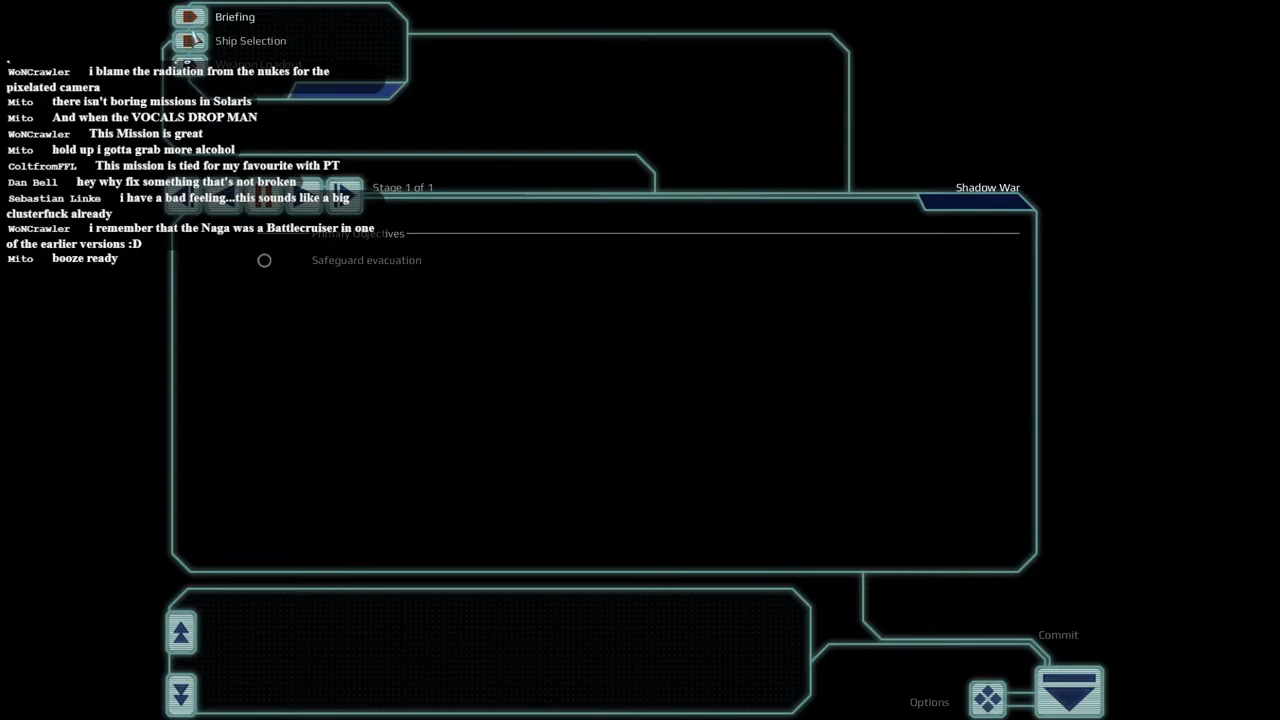 Briefing
Ship Selection
Weapon Loadout
WoNCrawler i blame the radiation from the nukes for the
pixelated camera
Mito there isn't boring missions in Solaris
Mito And when the VOCALS DROP MAN
WoNCrawler This Mission is great
Mito hold up i gotta grab more alcohol
ColtfromFFL This mission is tied for my favourite with PT
Dan Bell hey why fix something that's not broken
Sebastian Linke i have a bad feeling...this sounds like a big
clusterfuck already
WoNCrawler i remember that the Naga was a Battlecruiser in one
of the earlier versions :D
Mito booze ready
Stage 1 of 1
Shadow War
Primary Objectives
Safeguard evacuation
Commit
Options